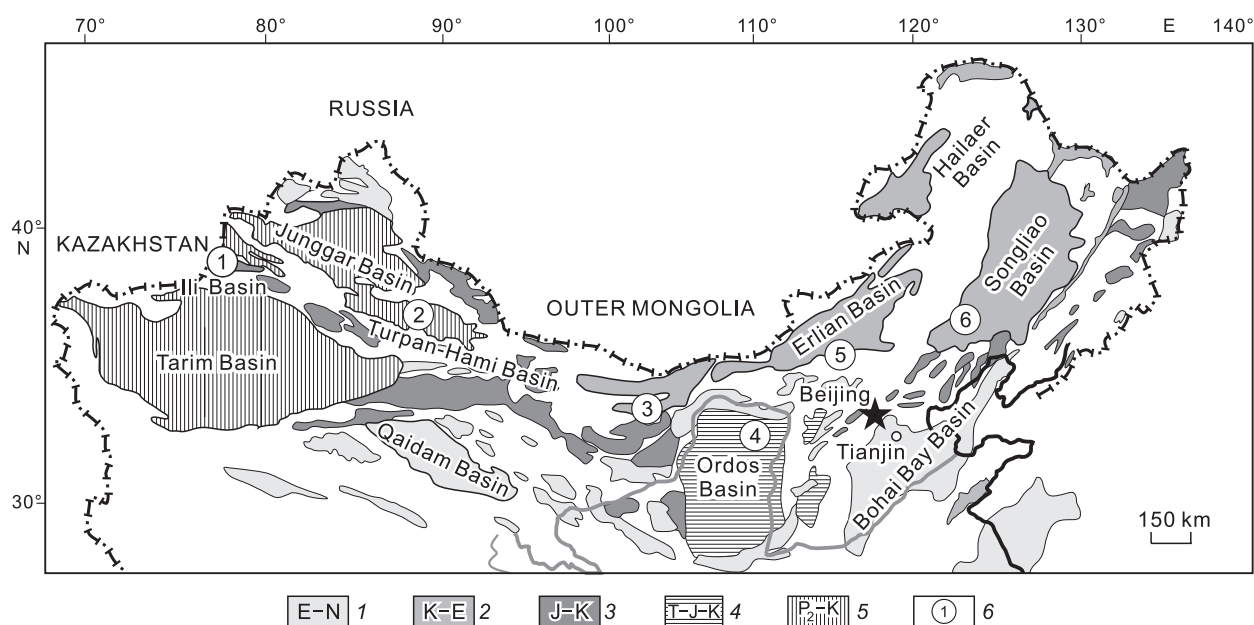 70° 80° 90° 100° 110° 120° 130° E 140°
RUSSIA
Hailaer
Basin
40°
N
KAZAKHSTAN
1
Junggar Basin
Songliao
Basin
Ili Basin
OUTER MONGOLIA
Erlian Basin
2
6
Turpan-Hami Basin
Tarim Basin
5
Beijing
3
4
Qaidam Basin
Tianjin
Ordos
Basin
Bohai Bay Basin
30°
150 km
E–N 1 K–E 2 J–K 3 T–J–K 4 P₂–K 5 1 6